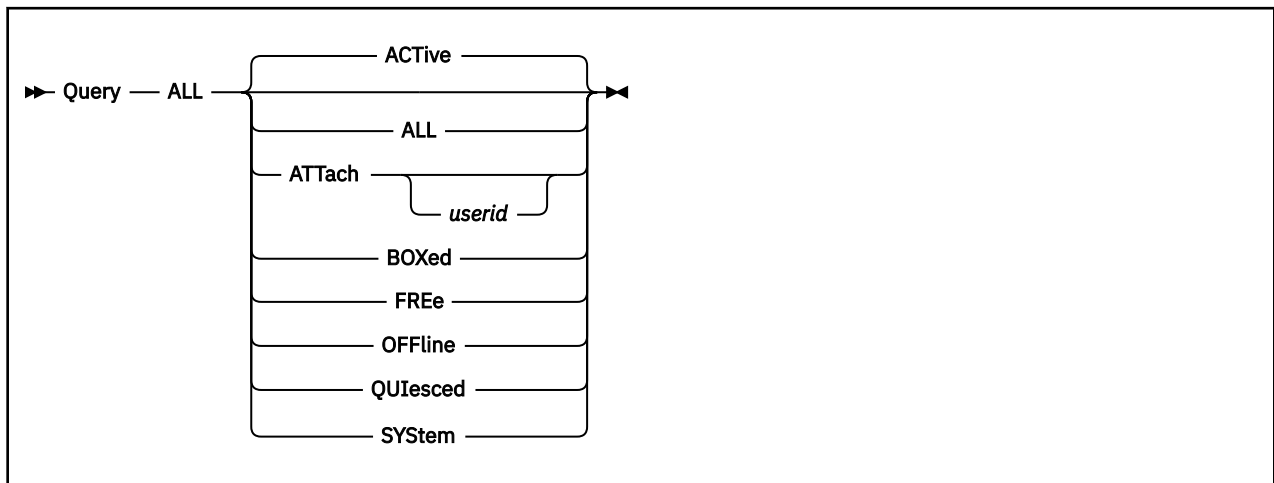 ACTive
Query ALL
ALL
ATTach
userid
BOXed
FREe
OFFline
QUIesced
SYStem